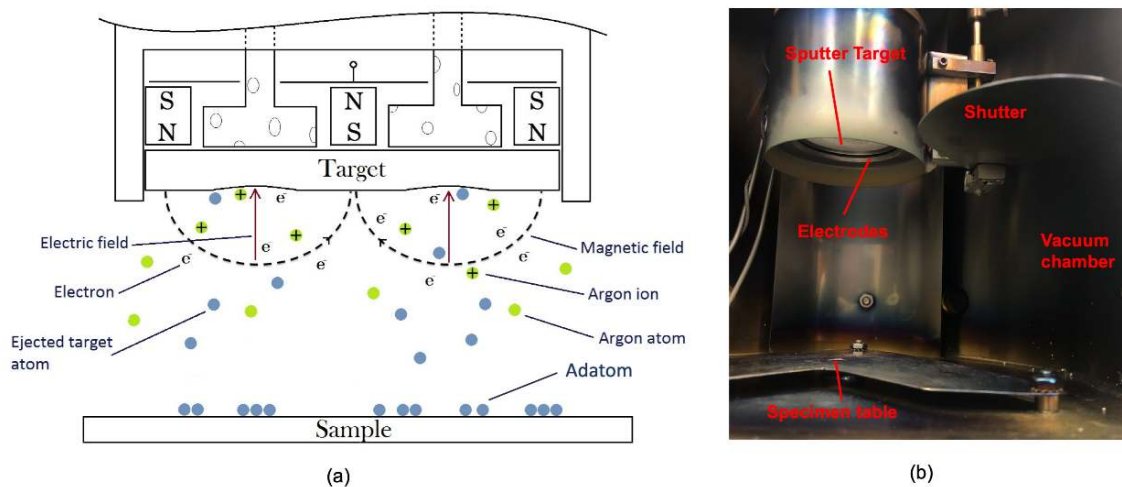 S
N
N
S
S
N
Target
e⁻
e⁻
e⁻
e⁻
+
+
+
+
+
+
e⁻
e⁻
e⁻
e⁻
e⁻
e⁻
e⁻
e⁻
Electric field
Electron
Ejected target
atom
Magnetic field
Argon ion
Argon atom
Adatom
Sample
(a)
Sputter Target
Shutter
Electrodes
Vacuum
chamber
Specimen table
(b)